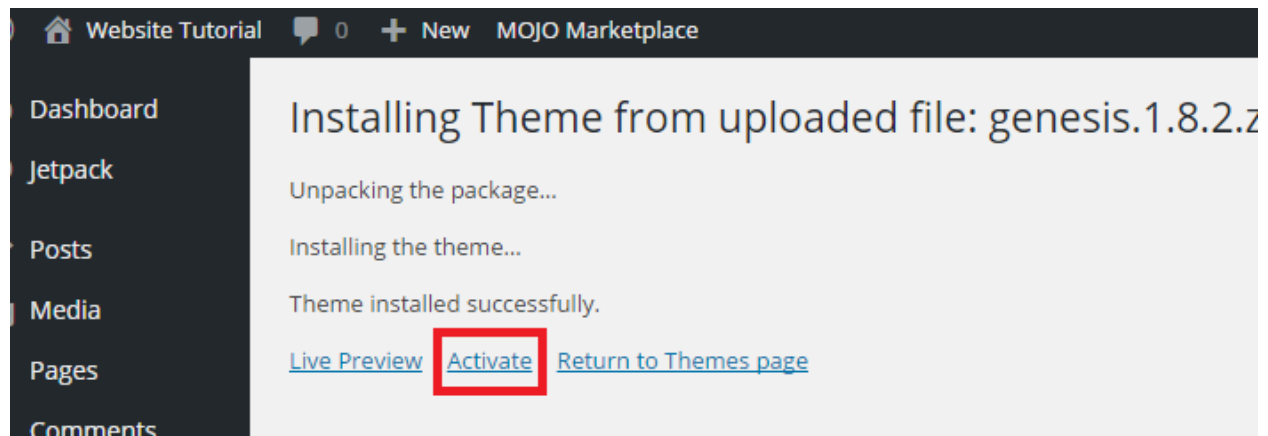 Website Tutorial 0 New MOJO Marketplace
Dashboard
Jetpack
Posts
Media
Pages
Comments
Installing Theme from uploaded file: genesis.1.8.2.z
Unpacking the package...
Installing the theme...
Theme installed successfully.
Live Preview Activate Return to Themes page